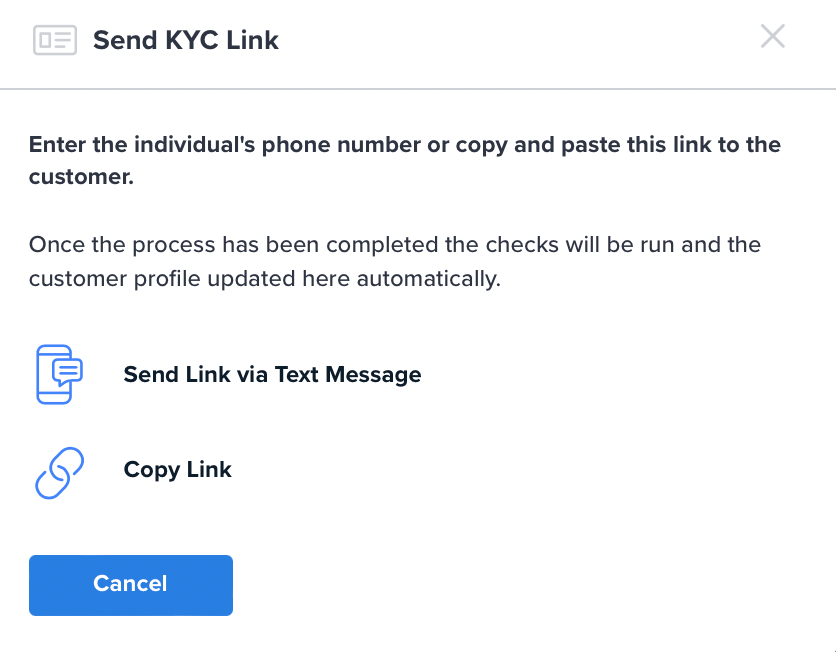 Send KYC Link
Enter the individual's phone number or copy and paste this link to the
customer.
Once the process has been completed the checks will be run and the
customer profile updated here automatically.
Send Link via Text Message
Copy Link
Cancel